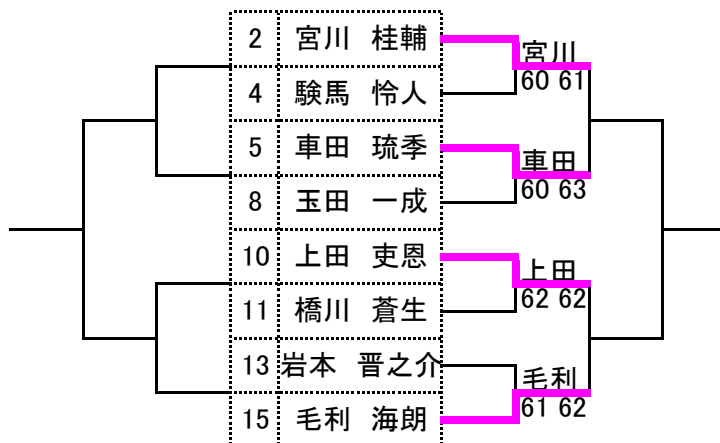 2 宮川 桂輔
宮川
60 61
4 験馬 怜人
5 車田 琉季
車田
60 63
8 玉田 一成
10 上田 吏恩
上田
62 62
11 橋川 蒼生
13 岩本 晋之介
毛利
61 62
15 毛利 海朗